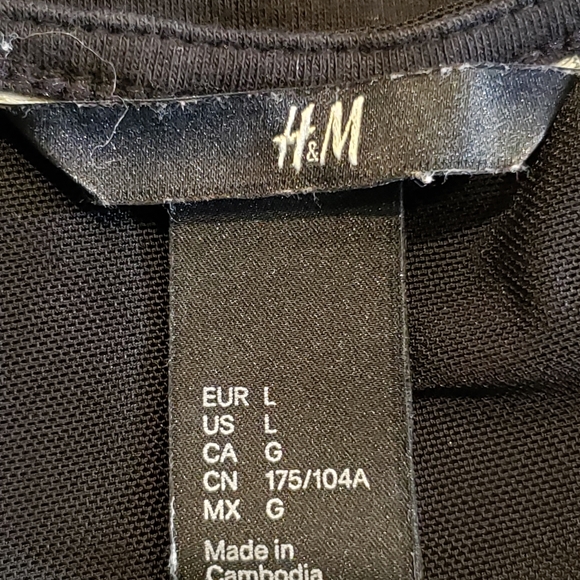 H&M
EUR L
US L
CA G
CN 175/104A
MX G
Made in
Cambodia